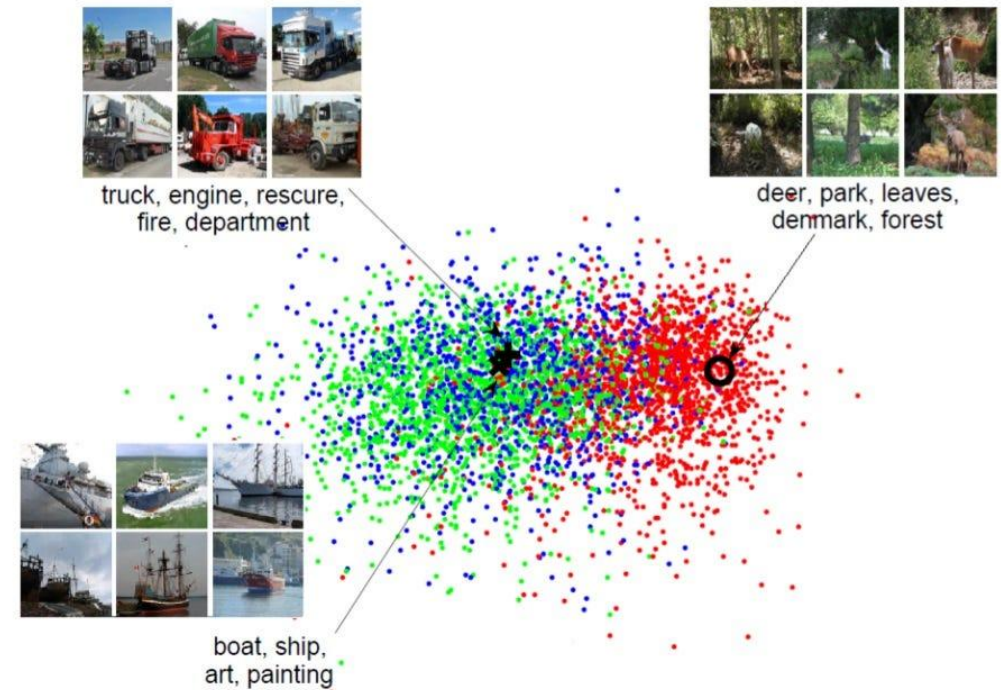 truck, engine, rescure,
fire, department
deer, park, leaves,
denmark, forest
boat, ship,
art, painting